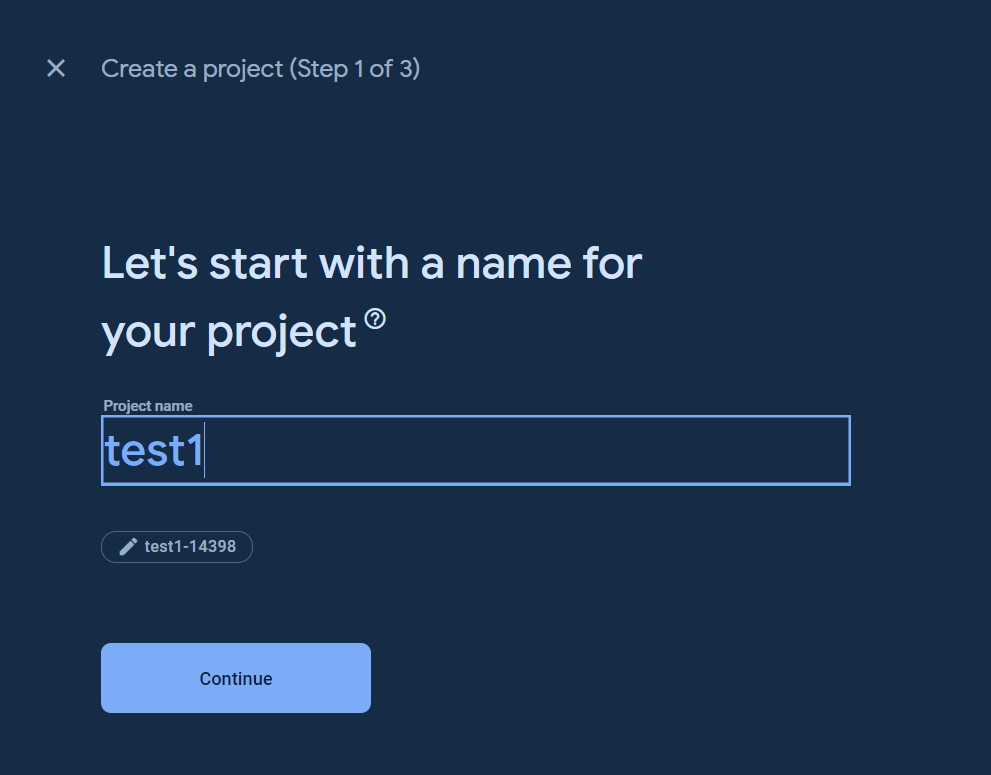 Create a project (Step 1 of 3)
Let's start with a name for
your project
Project name
test1
test1-14398
Continue